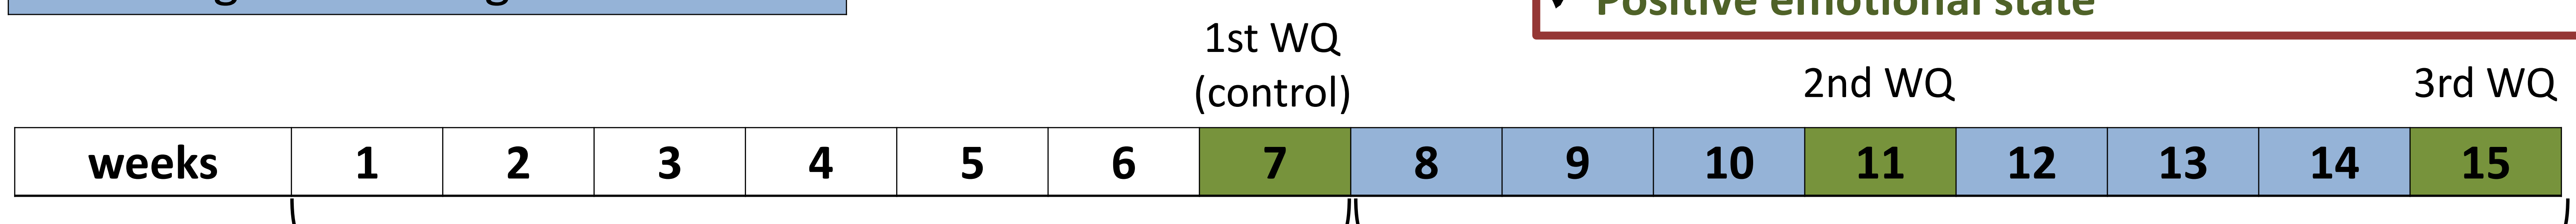 ✓ Positive emotional state
1st WQ
(control)
2nd WQ
3rd WQ
weeks 1 2 3 4 5 6 7 8 9 10 11 12 13 14 15